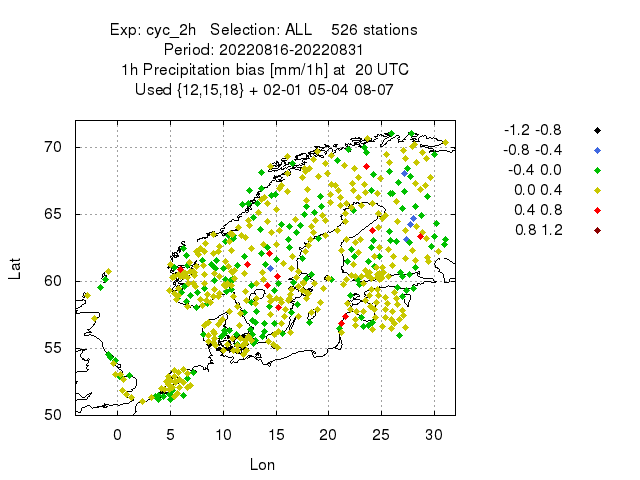 Exp: cyc_2h   Selection: ALL    526 stations
Period: 20220816-20220831
1h Precipitation bias [mm/1h] at  20 UTC
Used {12,15,18} + 02-01 05-04 08-07
-1.2 -0.8
-0.8 -0.4
-0.4 0.0
0.0 0.4
0.4 0.8
0.8 1.2
Lat
70
65
60
55
50
0 5 10 15 20 25 30
Lon